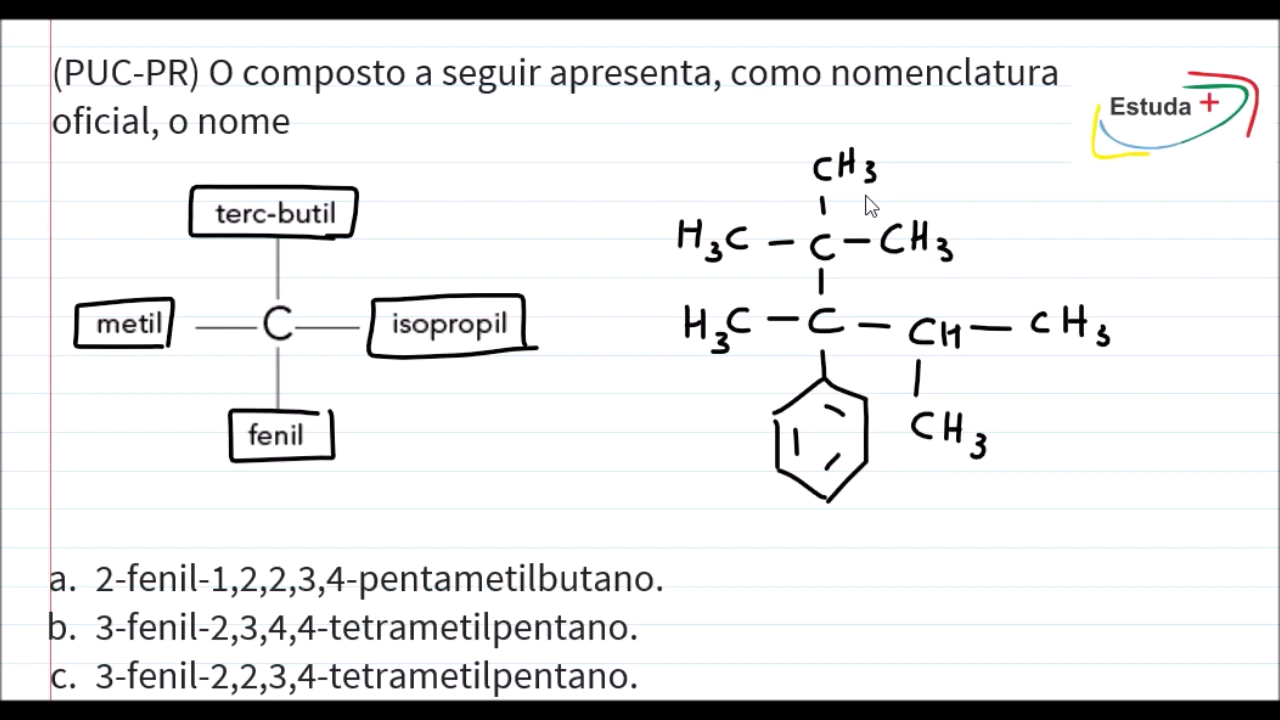 (PUC-PR) O composto a seguir apresenta, como nomenclatura
oficial, o nome
Estuda +
terc-butil
metil
C
isopropil
fenil
CH3
H3C – C – CH3
H3C – C – CH – CH3
CH3
a. 2-fenil-1,2,2,3,4-pentametilbutano.
b. 3-fenil-2,3,4,4-tetrametilpentano.
c. 3-fenil-2,2,3,4-tetrametilpentano.